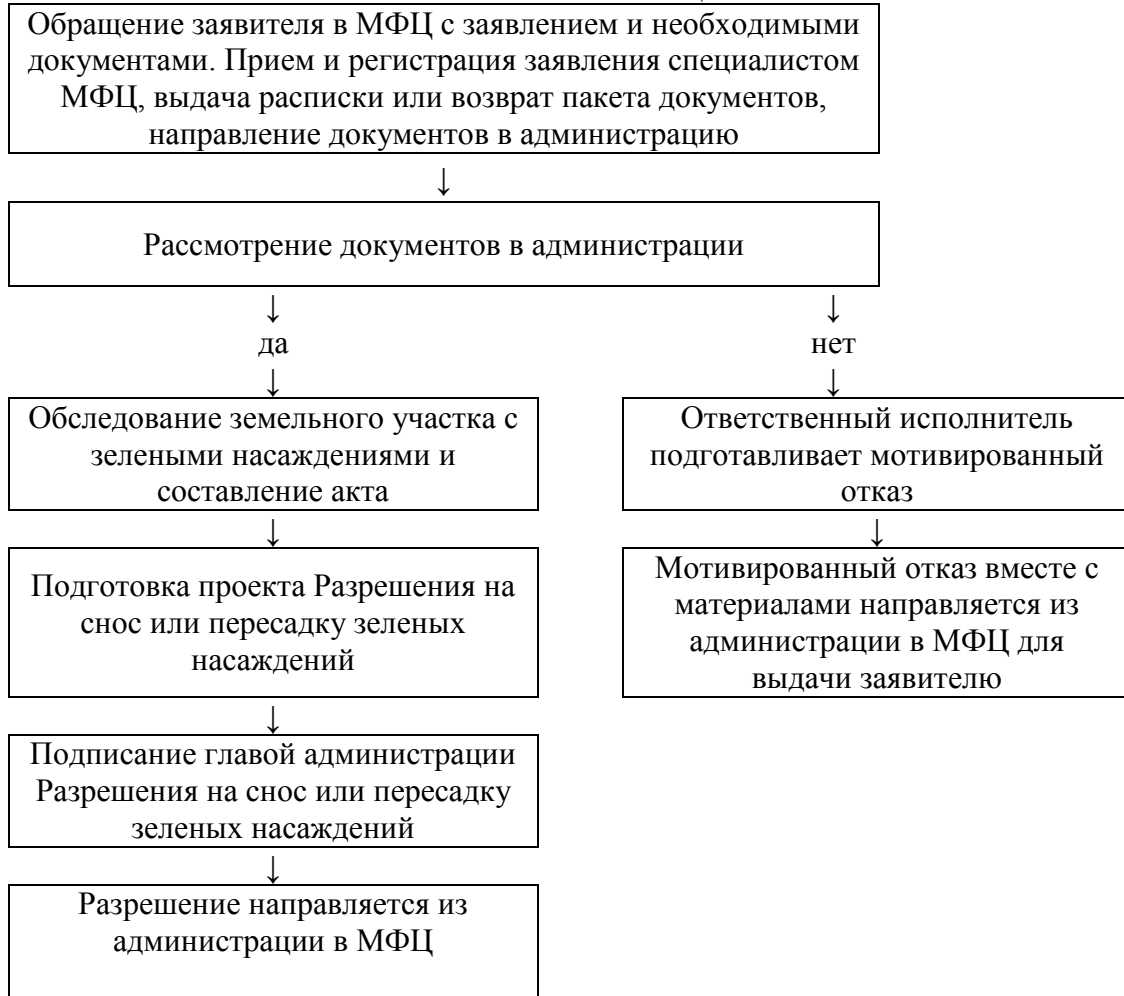 Обращение заявителя в МФЦ с заявлением и необходимыми
документами. Прием и регистрация заявления специалистом
МФЦ, выдача расписки или возврат пакета документов,
направление документов в администрацию
↓
Рассмотрение документов в администрации
↓ ↓
да нет
↓ ↓
Обследование земельного участка с
зелеными насаждениями и
составление акта
↓
Подготовка проекта Разрешения на
снос или пересадку зеленых
насаждений
↓
Подписание главой администрации
Разрешения на снос или пересадку
зеленых насаждений
↓
Разрешение направляется из
администрации в МФЦ
Ответственный исполнитель
подготавливает мотивированный
отказ
↓
Мотивированный отказ вместе с
материалами направляется из
администрации в МФЦ для
выдачи заявителю